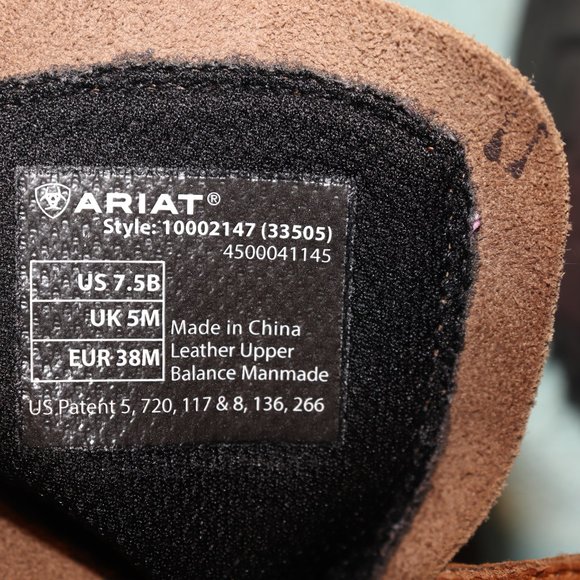 ARIAT®
Style: 10002147 (33505)
4500041145
US 7.5B
UK 5M
EUR 38M
Made in China
Leather Upper
Balance Manmade
US Patent 5, 720, 117 & 8, 136, 266